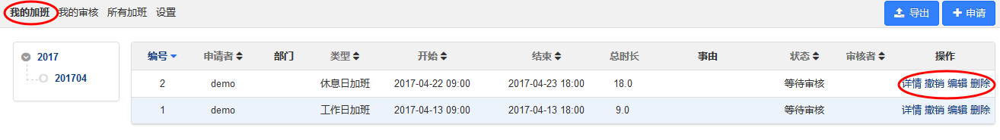 我的加班 我的审核 所有加班 设置 导出 申请
2017
201704
编号 申请者 部门 类型 开始 结束 总时长 事由 状态 审核者 操作
2 demo 休息日加班 2017-04-22 09:00 2017-04-23 18:00 18.0 等待审核 详情 撤销 编辑 删除
1 demo 工作日加班 2017-04-13 09:00 2017-04-13 18:00 9.0 等待审核 详情 撤销 编辑 删除